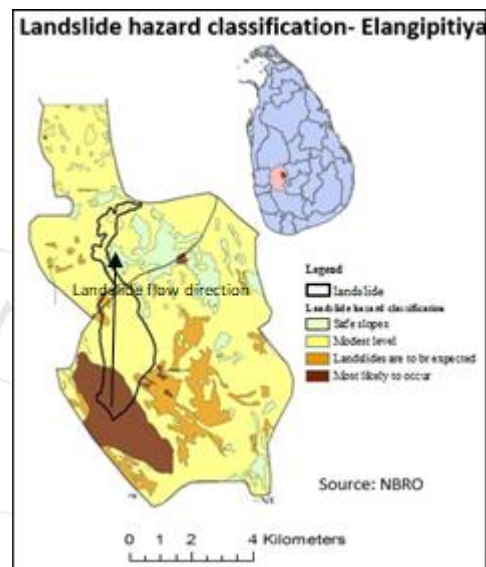 Landslide hazard classification- Elangipitiya
Landslide flow direction
Legend
landslide
Landslide hazard classification
Safe slopes
Modest level
Landslides are to be expected
Most likely to occur
Source: NBRO
0 1 2 4 Kilometers